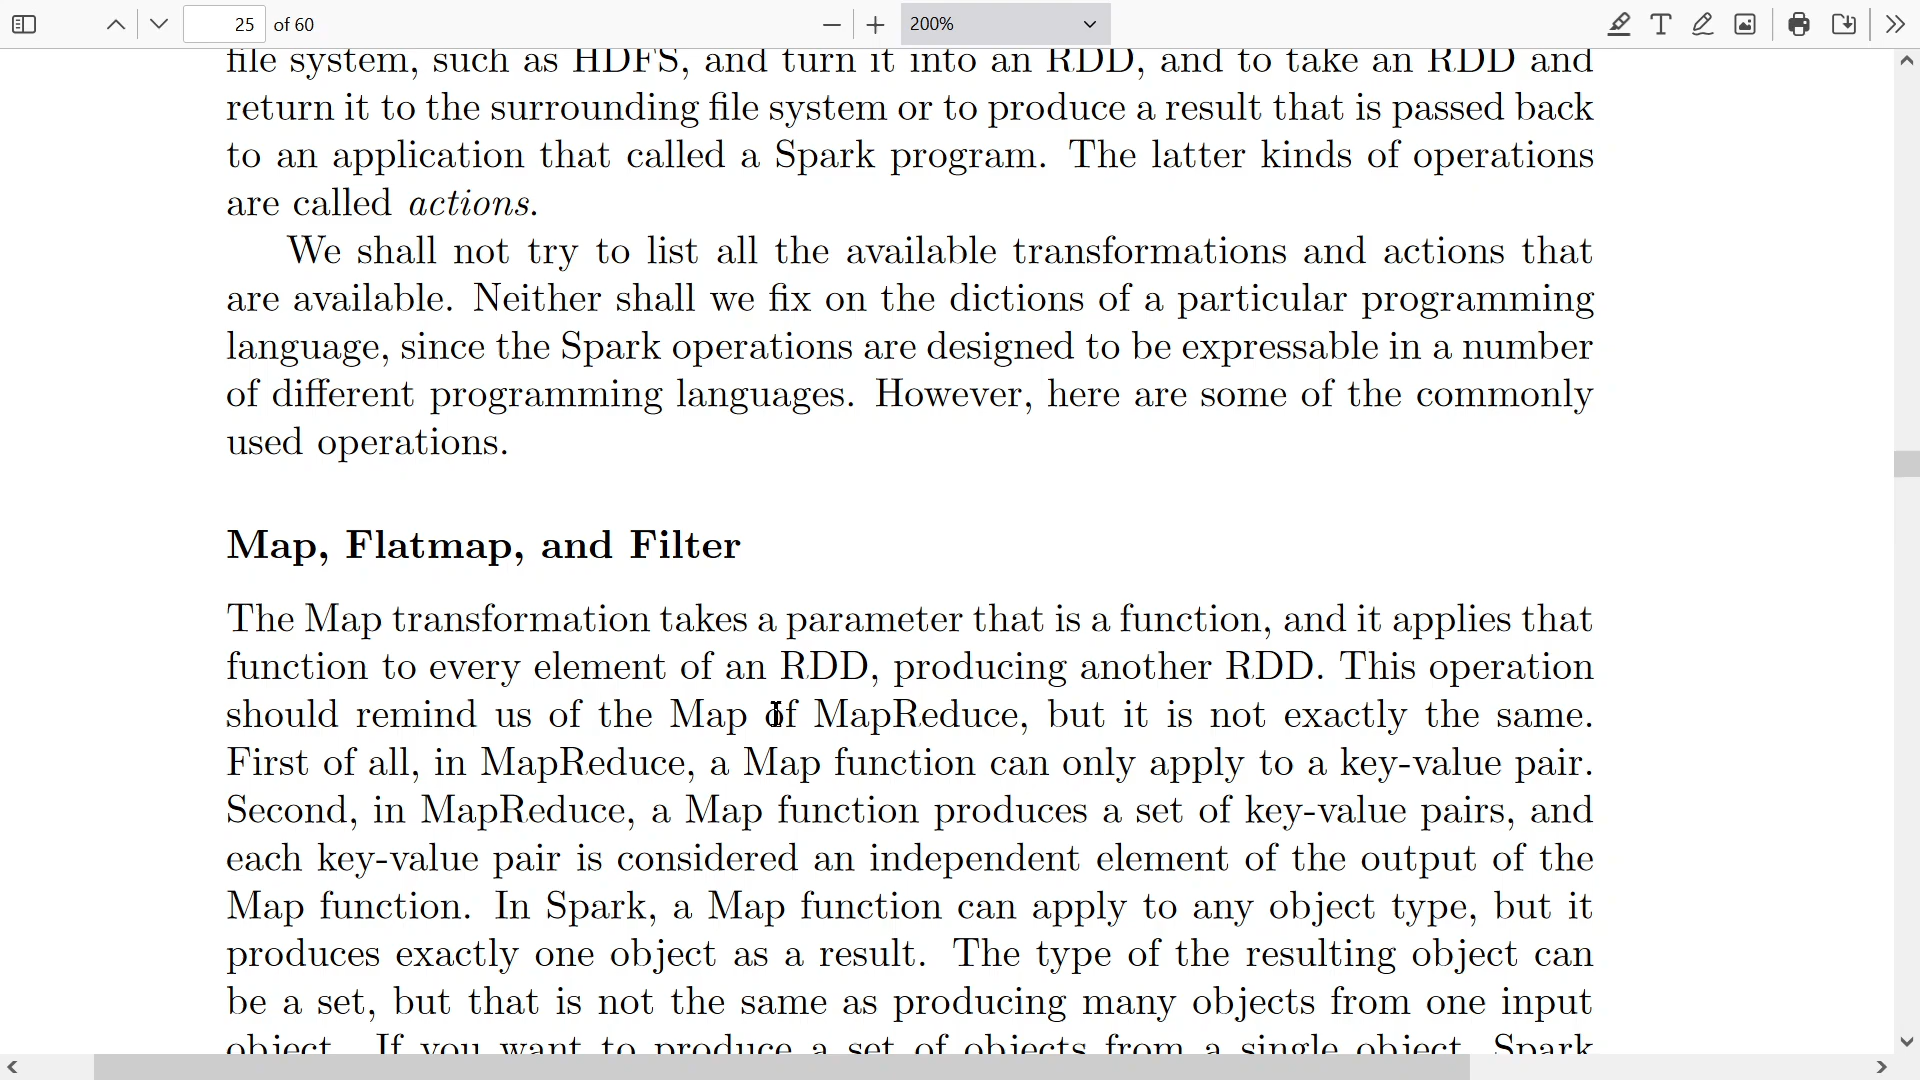 25 of 60
200%
file system, such as HDFS, and turn it into an RDD, and to take an RDD and
return it to the surrounding file system or to produce a result that is passed back
to an application that called a Spark program. The latter kinds of operations
are called actions.
We shall not try to list all the available transformations and actions that
are available. Neither shall we fix on the dictions of a particular programming
language, since the Spark operations are designed to be expressable in a number
of different programming languages. However, here are some of the commonly
used operations.
Map, Flatmap, and Filter
The Map transformation takes a parameter that is a function, and it applies that
function to every element of an RDD, producing another RDD. This operation
should remind us of the Map of MapReduce, but it is not exactly the same.
First of all, in MapReduce, a Map function can only apply to a key-value pair.
Second, in MapReduce, a Map function produces a set of key-value pairs, and
each key-value pair is considered an independent element of the output of the
Map function. In Spark, a Map function can apply to any object type, but it
produces exactly one object as a result. The type of the resulting object can
be a set, but that is not the same as producing many objects from one input
object. If you want to produce a set of objects from a single object, Spark